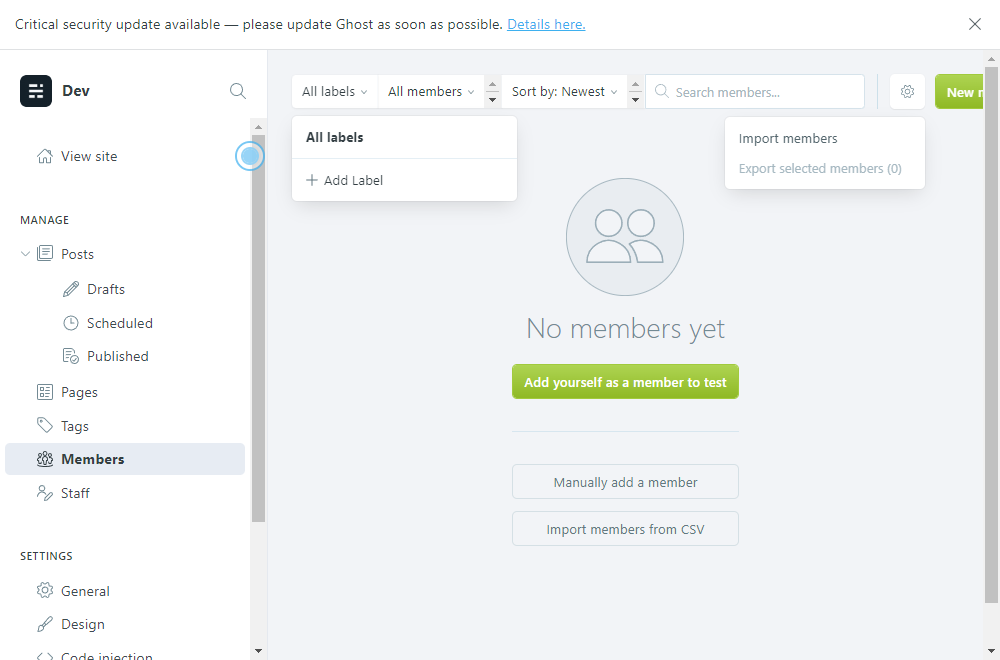 Critical security update available — please update Ghost as soon as possible. Details here.
Dev
View site
MANAGE
Posts
Drafts
Scheduled
Published
Pages
Tags
Members
Staff
SETTINGS
General
Design
Code injection
All labels
All members
Sort by: Newest
Search members...
New m
All labels
Add Label
Import members
Export selected members (0)
No members yet
Add yourself as a member to test
Manually add a member
Import members from CSV